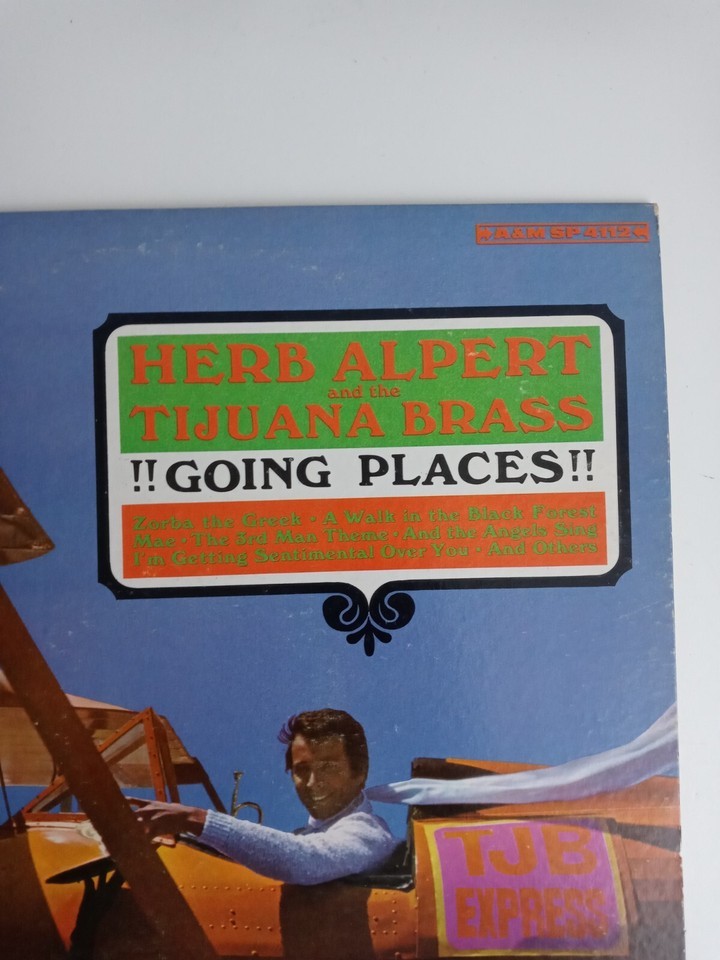 A&M SP 4112
HERB ALPERT
and the
TIJUANA BRASS
!!GOING PLACES!!
Zorba the Greek • A Walk in the Black Forest
Mae • The 3rd Man Theme • And the Angels Sing
I'm Getting Sentimental Over You • And Others
TJB
EXPRESS